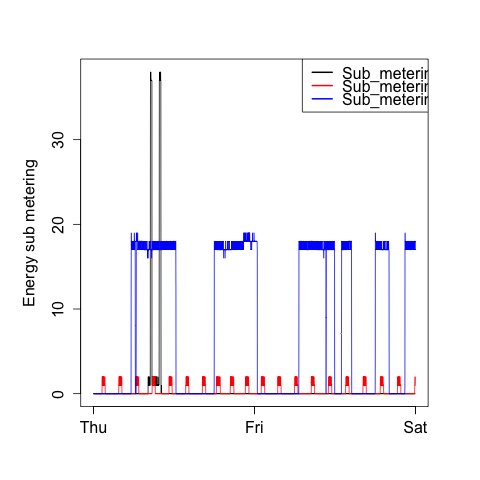 Sub_meterin
Sub_meterin
Sub_meterin
Energy sub metering
30
20
10
0
Thu Fri Sat